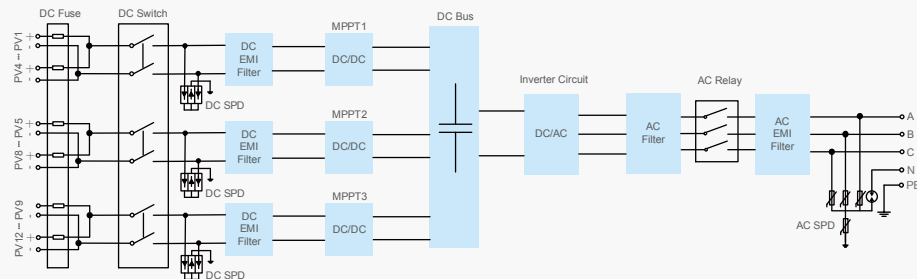 DC Fuse
DC Switch
DC Bus
MPPT1
PV4 – PV1
+
-
+
-
DC
EMI
Filter
DC/DC
DC SPD
Inverter Circuit
AC Relay
MPPT2
PV8 – PV5
+
-
+
-
DC
EMI
Filter
DC/DC
DC SPD
DC/AC
AC
Filter
AC
EMI
Filter
A
B
C
N
PE
AC SPD
MPPT3
PV12 – PV9
+
-
+
-
DC
EMI
Filter
DC/DC
DC SPD